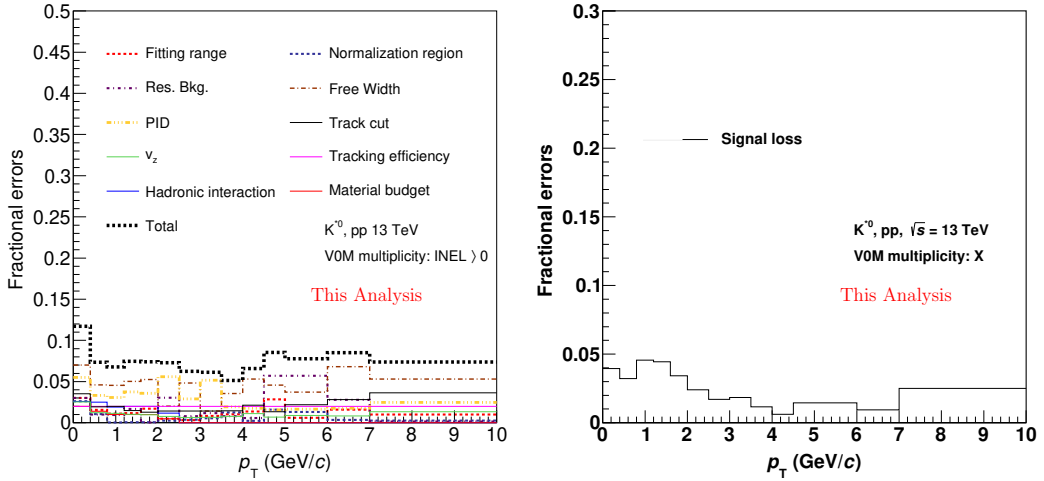 0.5
0.45
0.4
0.35
0.3
0.25
0.2
0.15
0.1
0.05
0
Fractional errors
Fitting range
Normalization region
Res. Bkg.
Free Width
PID
Track cut
v_z
Tracking efficiency
Hadronic interaction
Material budget
Total
K*0, pp 13 TeV
V0M multiplicity: INEL ⟩ 0
This Analysis
0 1 2 3 4 5 6 7 8 9 10
p_T (GeV/c)
0.3
0.25
0.2
0.15
0.1
0.05
0
Fractional errors
Signal loss
K*0, pp, √s = 13 TeV
V0M multiplicity: X
This Analysis
0 1 2 3 4 5 6 7 8 9 10
p_T (GeV/c)